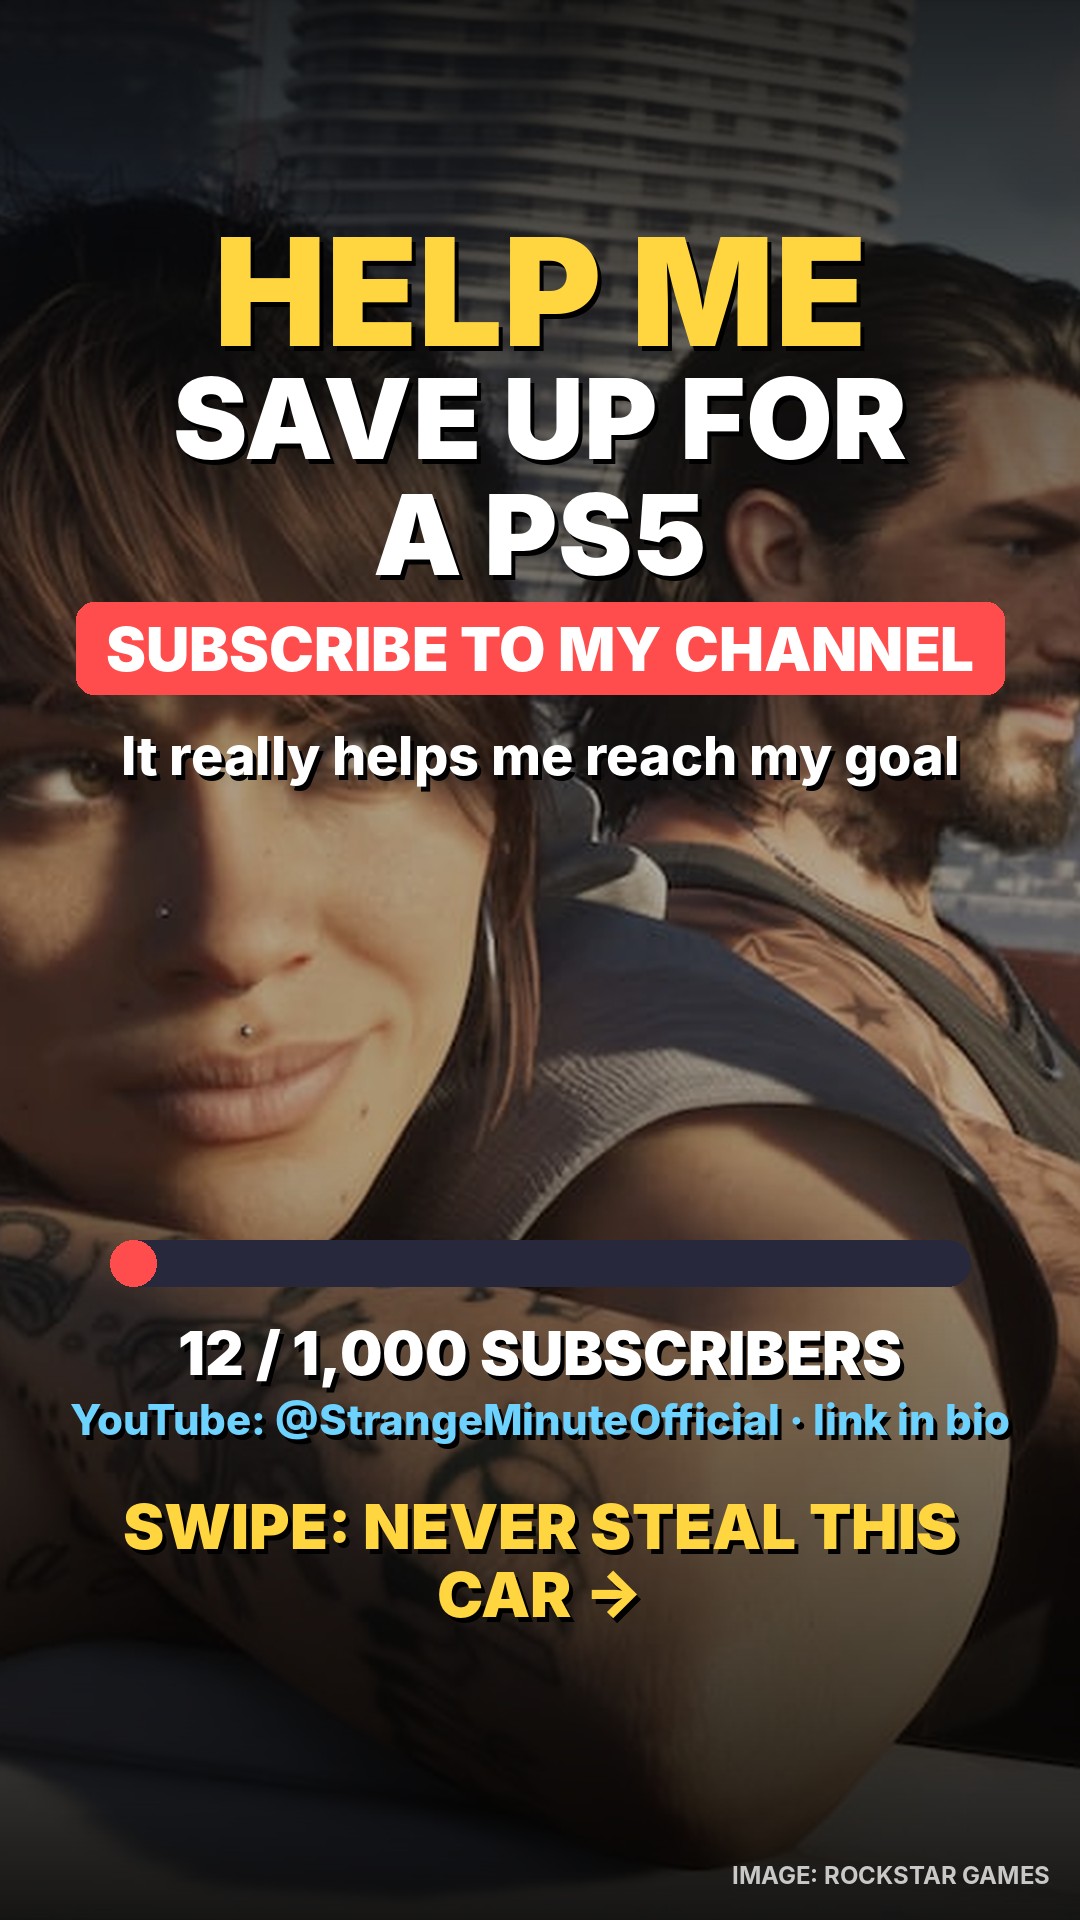 HELP ME
SAVE UP FOR
A PS5
SUBSCRIBE TO MY CHANNEL
It really helps me reach my goal
12 / 1,000 SUBSCRIBERS
YouTube: @StrangeMinuteOfficial · link in bio
SWIPE: NEVER STEAL THIS
CAR →
IMAGE: ROCKSTAR GAMES